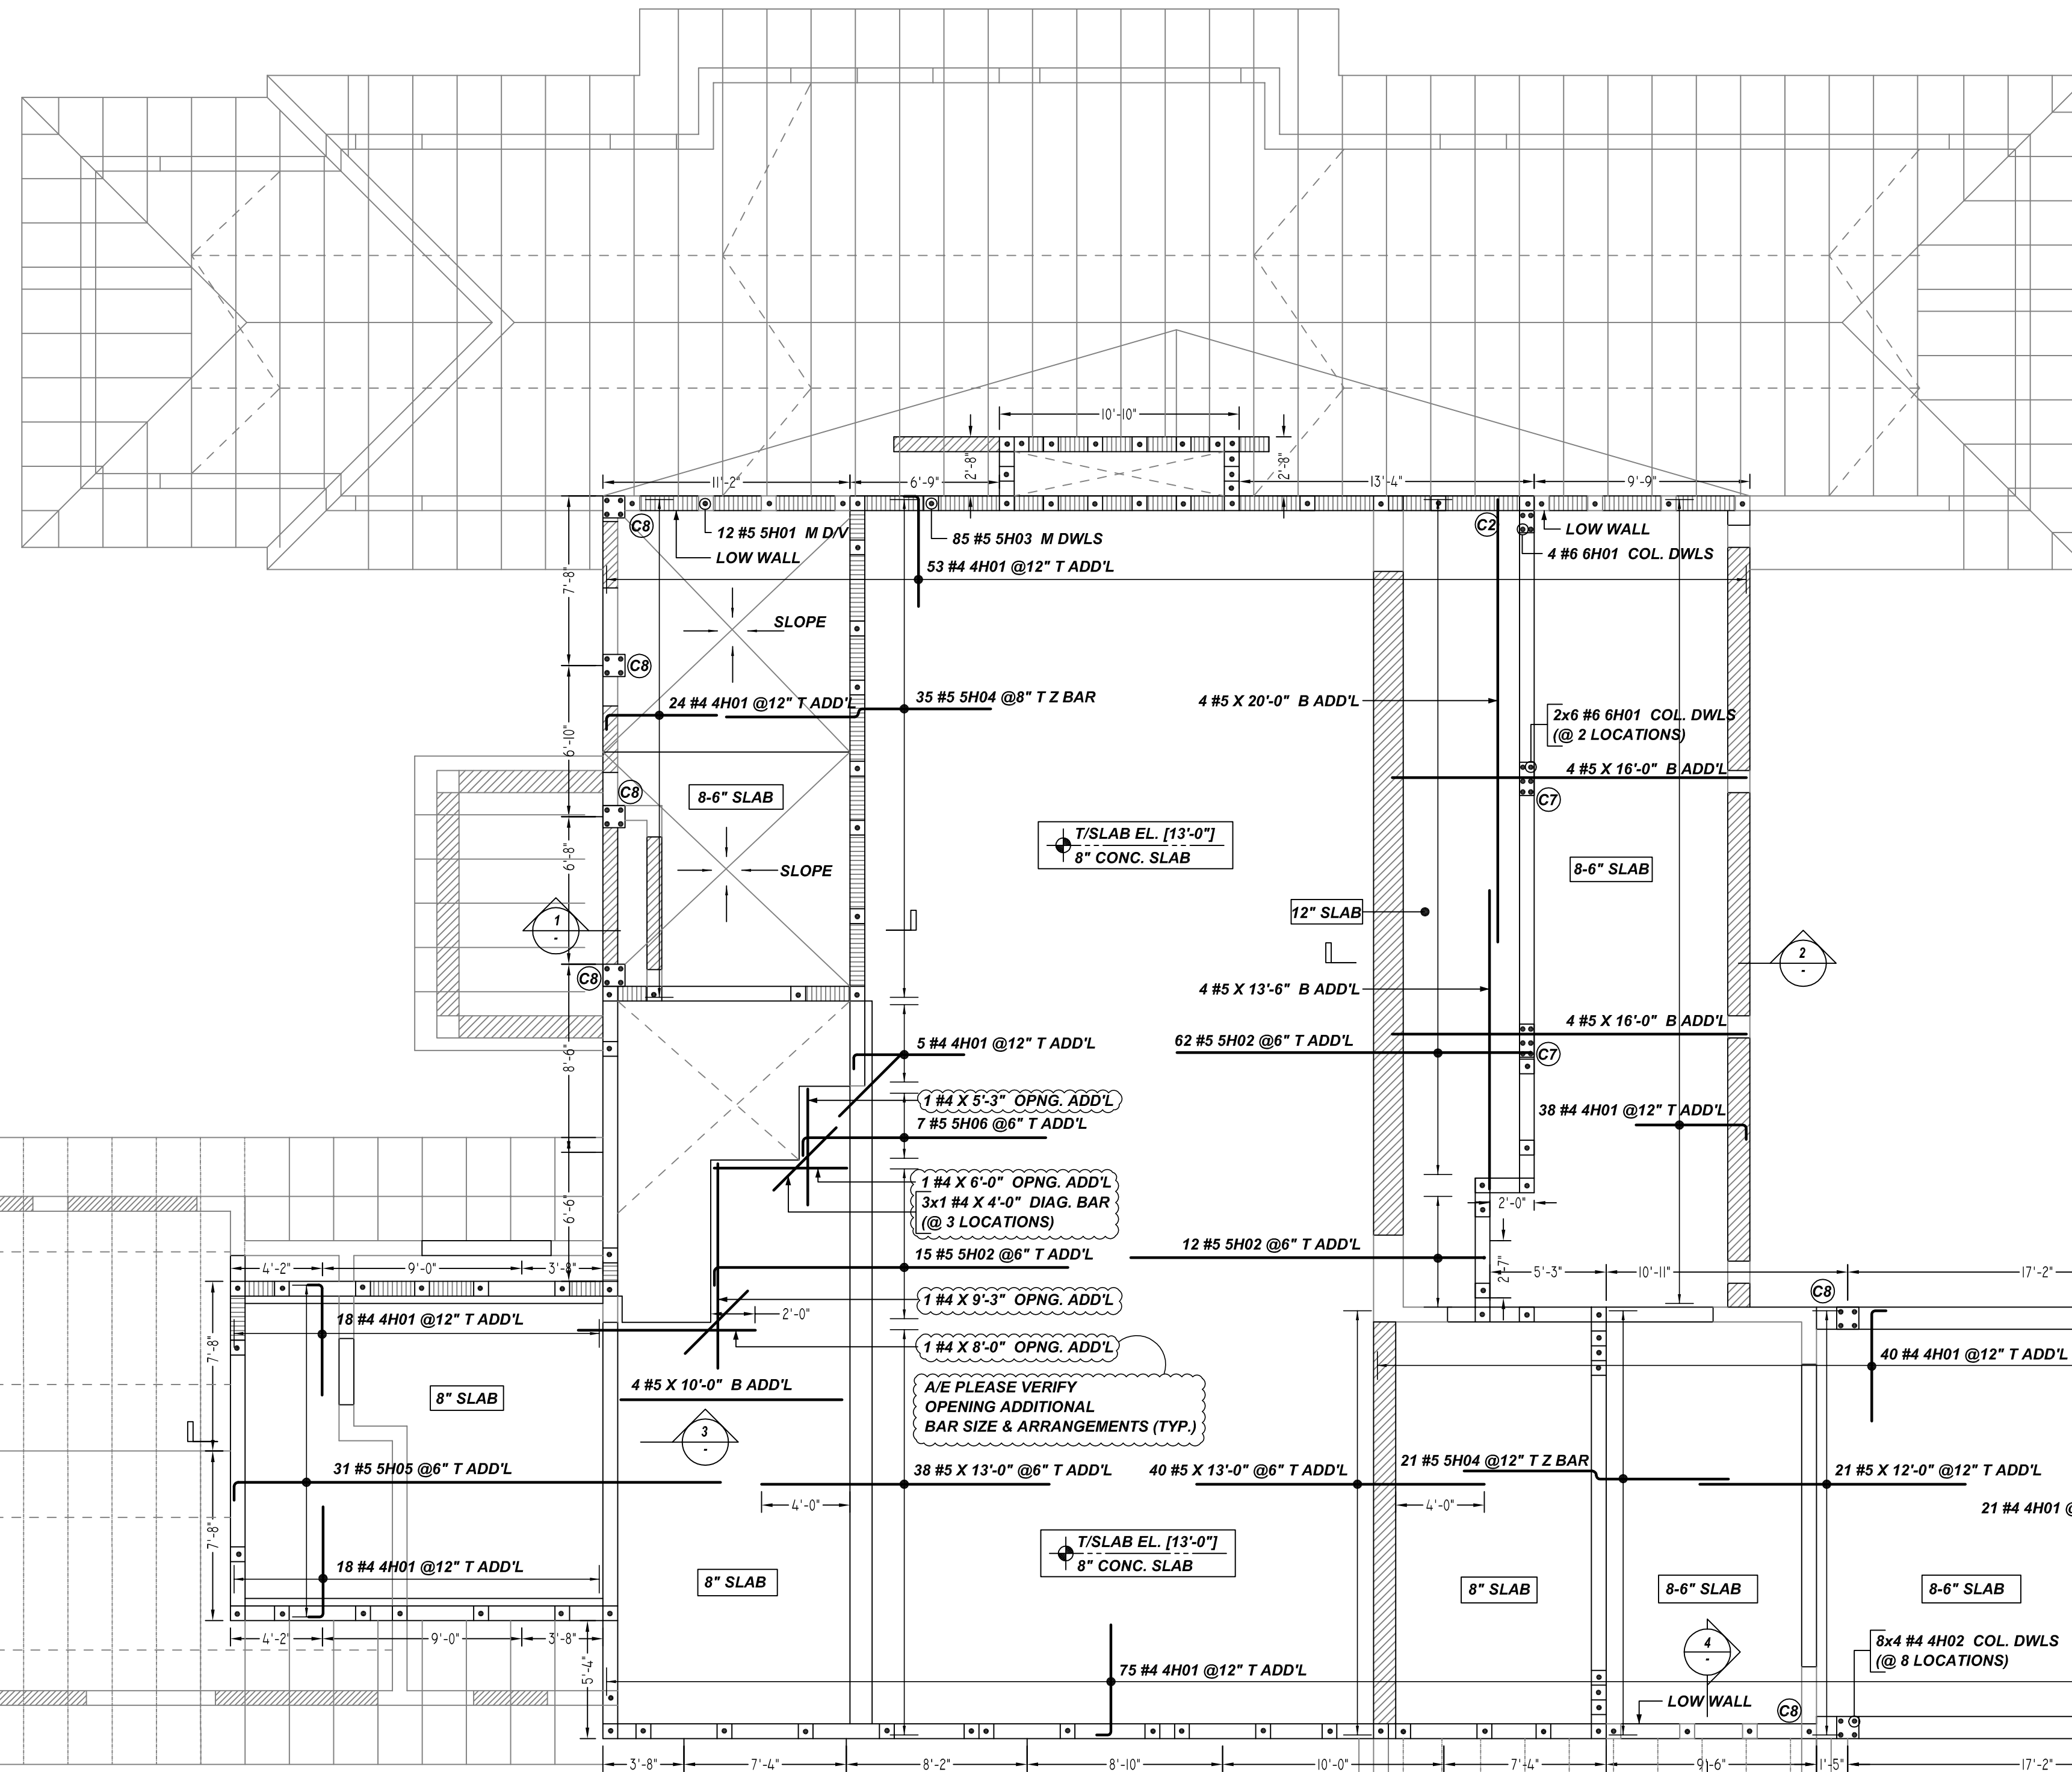 10'-10"
2'-8"
2'-8"
11'-2"
6'-9"
13'-4"
9'-9"
C8
12 #5 5H01 M D/V
LOW WALL
85 #5 5H03 M DWLS
53 #4 4H01 @12" T ADD'L
C2
LOW WALL
4 #6 6H01 COL. DWLS
7'-8"
SLOPE
C8
24 #4 4H01 @12" T ADD'L
35 #5 5H04 @8" T Z BAR
4 #5 X 20'-0" B ADD'L
2x6 #6 6H01 COL. DWLS
(@ 2 LOCATIONS)
6'-10"
4 #5 X 16'-0" B ADD'L
C8
8-6" SLAB
C7
T/SLAB EL. [13'-0"]
8" CONC. SLAB
6'-8"
SLOPE
8-6" SLAB
12" SLAB
1
-
2
-
C8
4 #5 X 13'-6" B ADD'L
4 #5 X 16'-0" B ADD'L
5 #4 4H01 @12" T ADD'L
62 #5 5H02 @6" T ADD'L
C7
8'-6"
1 #4 X 5'-3" OPNG. ADD'L
38 #4 4H01 @12" T ADD'L
7 #5 5H06 @6" T ADD'L
1 #4 X 6'-0" OPNG. ADD'L
3x1 #4 X 4'-0" DIAG. BAR
(@ 3 LOCATIONS)
2'-0"
6'-6"
15 #5 5H02 @6" T ADD'L
12 #5 5H02 @6" T ADD'L
2'-7"
4'-2"
9'-0"
3'-8"
5'-3"
10'-11"
17'-2"
C8
1 #4 X 9'-3" OPNG. ADD'L
2'-0"
18 #4 4H01 @12" T ADD'L
7'-8"
1 #4 X 8'-0" OPNG. ADD'L
40 #4 4H01 @12" T ADD'L
4 #5 X 10'-0" B ADD'L
A/E PLEASE VERIFY
OPENING ADDITIONAL
BAR SIZE & ARRANGEMENTS (TYP.)
8" SLAB
3
-
31 #5 5H05 @6" T ADD'L
38 #5 X 13'-0" @6" T ADD'L
40 #5 X 13'-0" @6" T ADD'L
21 #5 5H04 @12" T Z BAR
21 #5 X 12'-0" @12" T ADD'L
4'-0"
4'-0"
21 #4 4H01 @
7'-8"
T/SLAB EL. [13'-0"]
8" CONC. SLAB
18 #4 4H01 @12" T ADD'L
8" SLAB
8" SLAB
8-6" SLAB
8-6" SLAB
4'-2"
9'-0"
3'-8"
4
-
8x4 #4 4H02 COL. DWLS
(@ 8 LOCATIONS)
5'-4"
75 #4 4H01 @12" T ADD'L
LOW WALL
C8
3'-8"
7'-4"
8'-2"
8'-10"
10'-0"
7'-4"
9'-6"
1'-5"
17'-2"